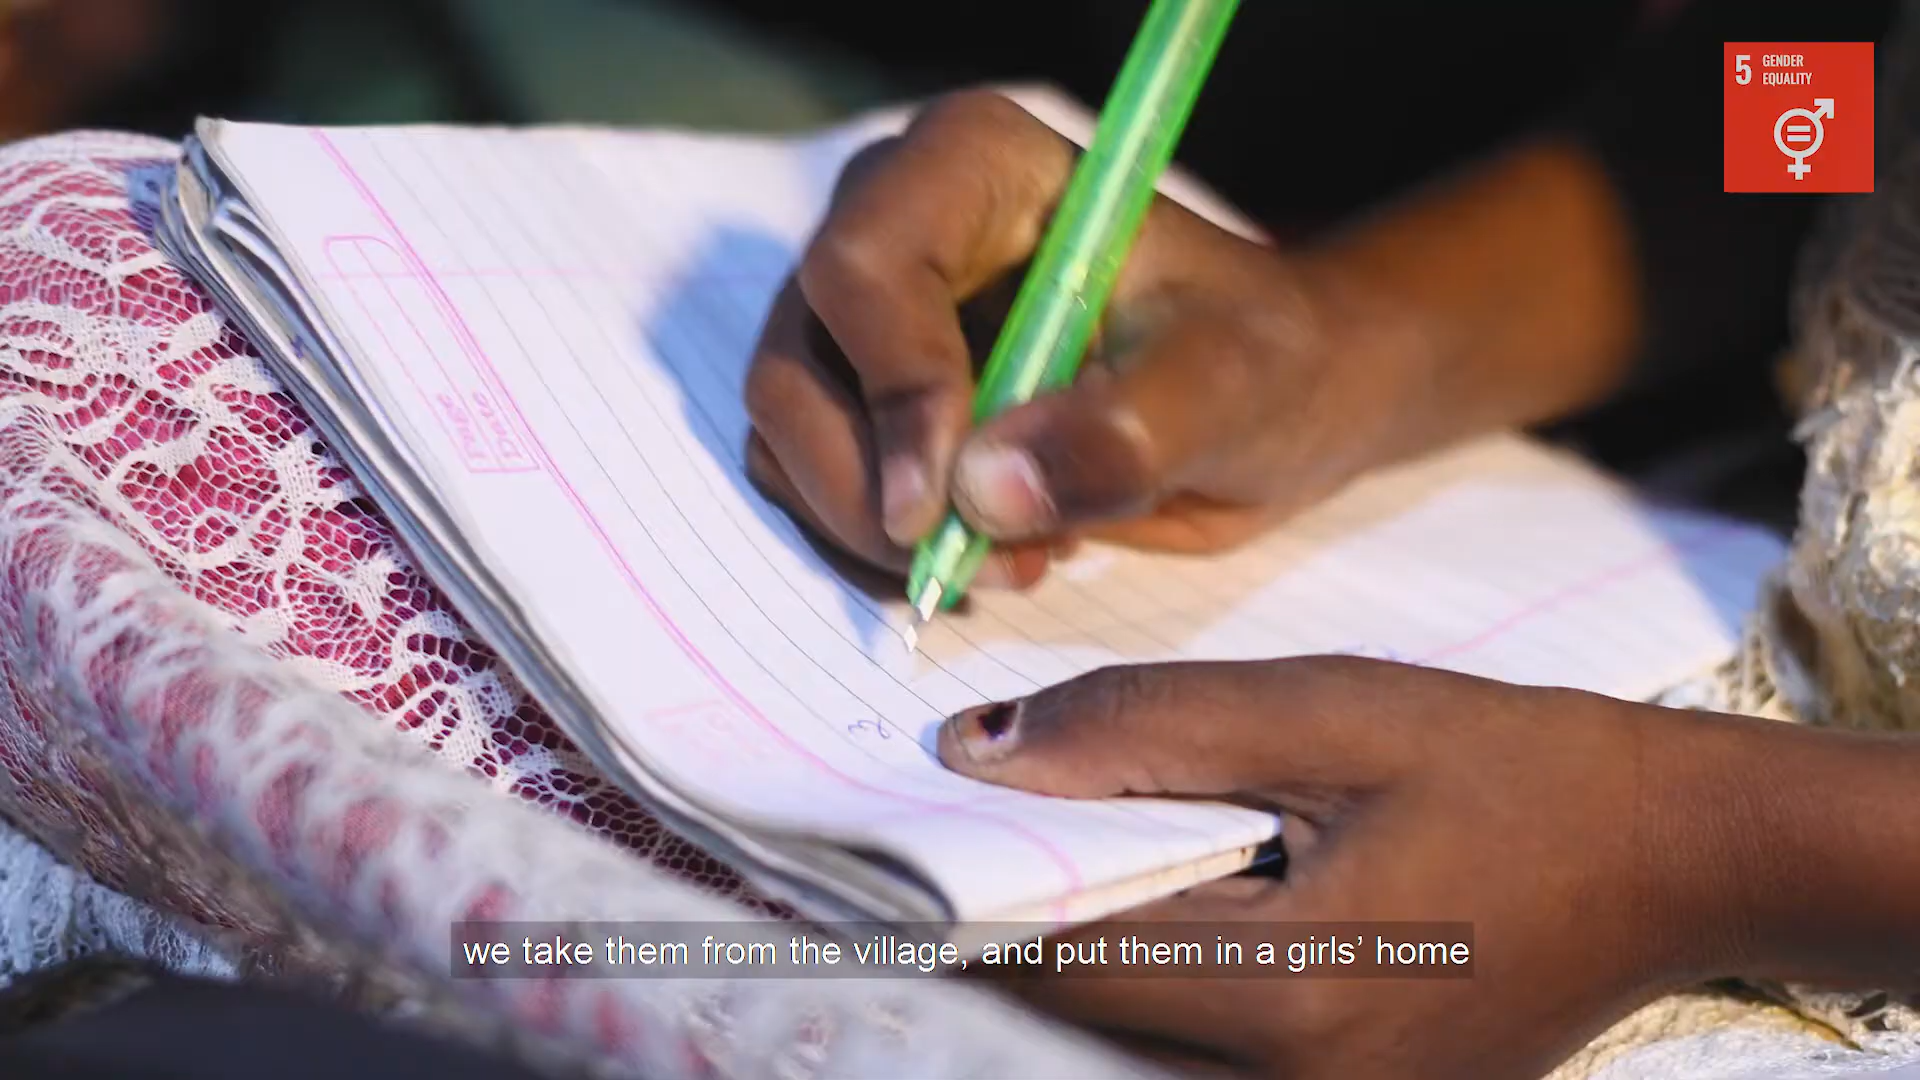 5 GENDER
EQUALITY
Page
Date
we take them from the village, and put them in a girls’ home